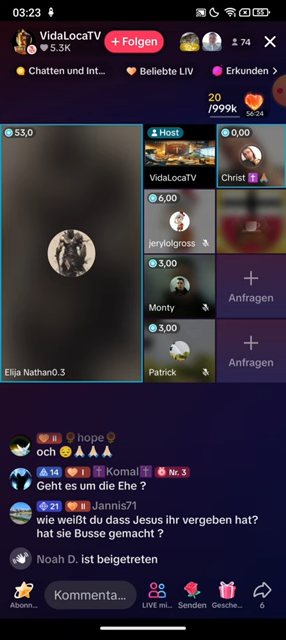 03:23
55
VidaLocaTV
5.3K
+ Folgen
74
Chatten und Int...
Beliebte LIV
Erkunden
20
/999k
56:24
53,0
Host
0,00
VidaLocaTV
Christ
6,00
jerylolgross
3,00
Anfragen
Monty
3,00
Anfragen
Elija Nathan0.3
Patrick
II hope
och 😔🙏🏻🙏🏻🙏🏻
14 I ✝️Komal✝️ Nr. 3
Geht es um die Ehe ?
21 II Jannis71
wie weißt du dass Jesus ihr vergeben hat?
hat sie Busse gemacht ?
Noah D. ist beigetreten
Abonn...
Kommenta...
LIVE mi...
Senden
Gesche...
6